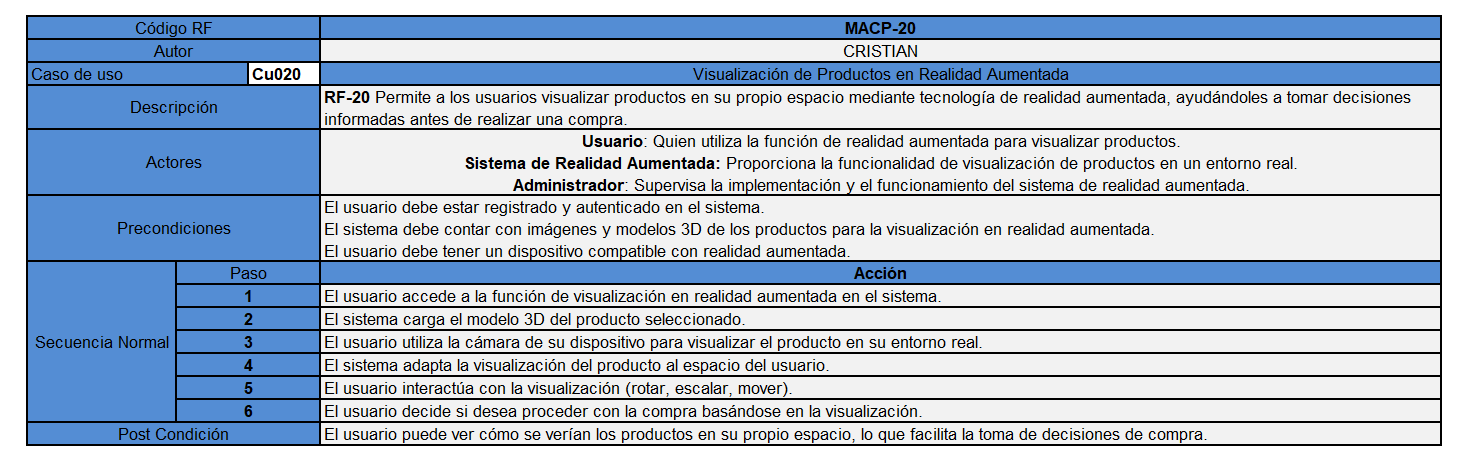 Código RF
MACP-20
Autor
CRISTIAN
Caso de uso
Cu020
Visualización de Productos en Realidad Aumentada
Descripción
RF-20 Permite a los usuarios visualizar productos en su propio espacio mediante tecnología de realidad aumentada, ayudándoles a tomar decisiones
informadas antes de realizar una compra.
Actores
Usuario: Quien utiliza la función de realidad aumentada para visualizar productos.
Sistema de Realidad Aumentada: Proporciona la funcionalidad de visualización de productos en un entorno real.
Administrador: Supervisa la implementación y el funcionamiento del sistema de realidad aumentada.
Precondiciones
El usuario debe estar registrado y autenticado en el sistema.
El sistema debe contar con imágenes y modelos 3D de los productos para la visualización en realidad aumentada.
El usuario debe tener un dispositivo compatible con realidad aumentada.
Secuencia Normal
Paso
Acción
1
El usuario accede a la función de visualización en realidad aumentada en el sistema.
2
El sistema carga el modelo 3D del producto seleccionado.
3
El usuario utiliza la cámara de su dispositivo para visualizar el producto en su entorno real.
4
El sistema adapta la visualización del producto al espacio del usuario.
5
El usuario interactúa con la visualización (rotar, escalar, mover).
6
El usuario decide si desea proceder con la compra basándose en la visualización.
Post Condición
El usuario puede ver cómo se verían los productos en su propio espacio, lo que facilita la toma de decisiones de compra.